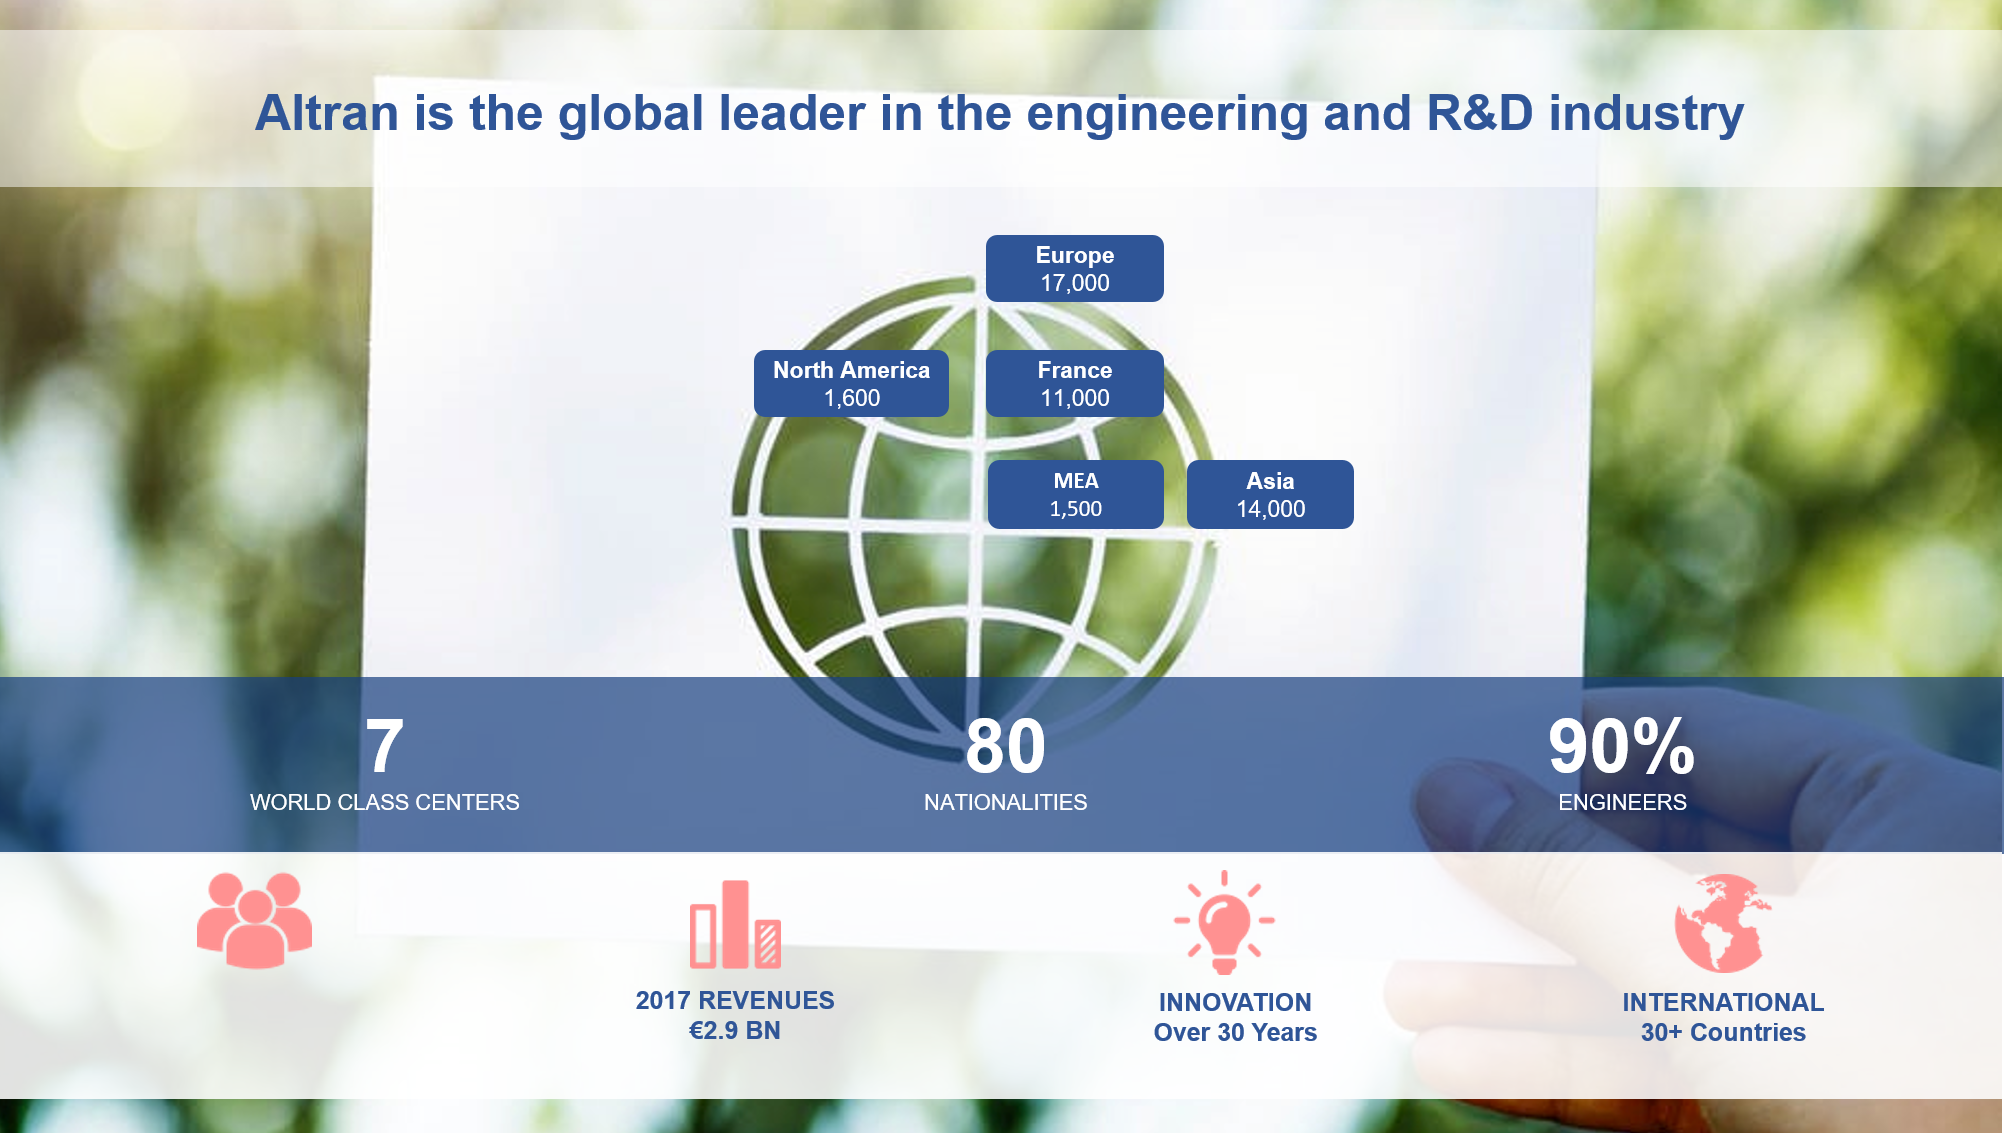 Altran is the global leader in the engineering and R&D industry
Europe
17,000
North America
1,600
France
11,000
MEA
1,500
Asia
14,000
7
WORLD CLASS CENTERS
80
NATIONALITIES
90%
ENGINEERS
2017 REVENUES
€2.9 BN
INNOVATION
Over 30 Years
INTERNATIONAL
30+ Countries